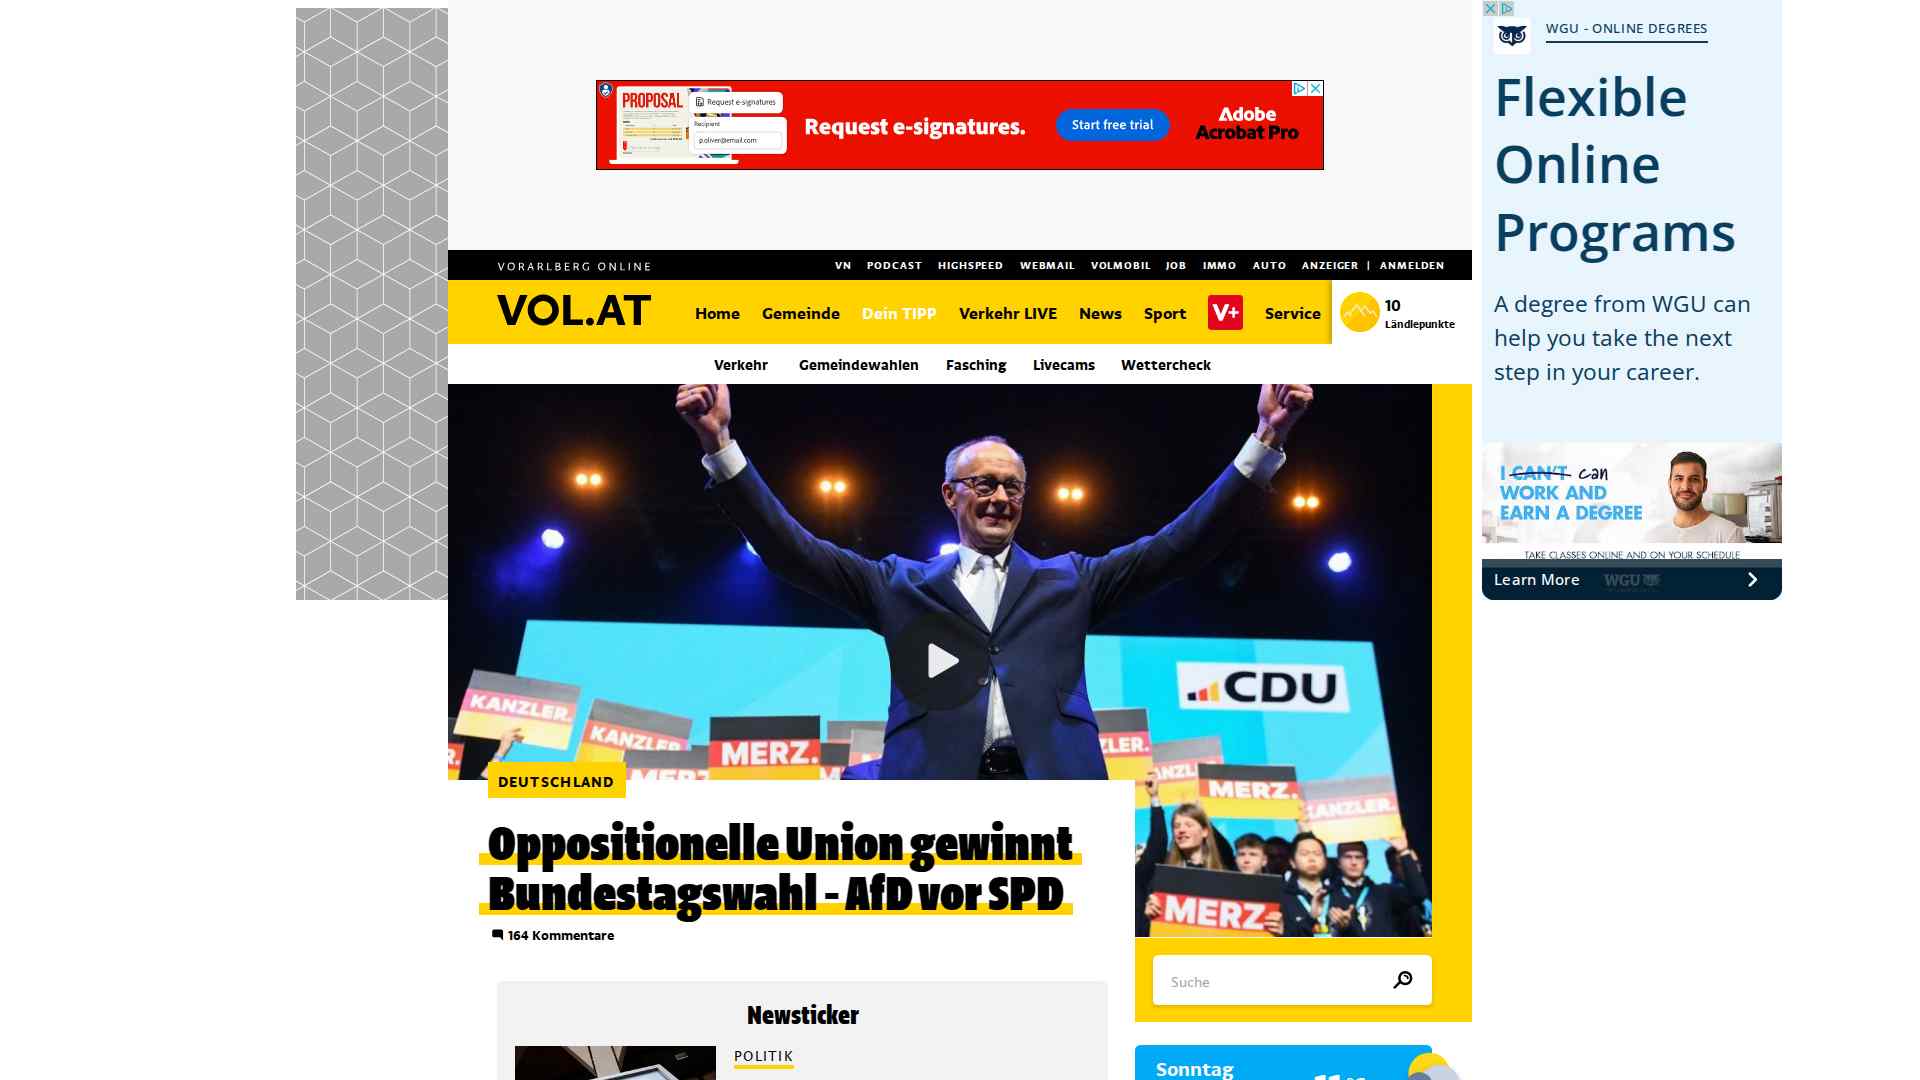 PROPOSAL
Request e-signatures
Recipient
p.oliver@email.com
Request e-signatures.
Start free trial
Adobe
Acrobat Pro
WGU - ONLINE DEGREES
Flexible
Online
Programs
A degree from WGU can
help you take the next
step in your career.
I CAN'T can
WORK AND
EARN A DEGREE
TAKE CLASSES ONLINE AND ON YOUR SCHEDULE
Learn More
WGU
VORARLBERG ONLINE
VN PODCAST HIGHSPEED WEBMAIL VOLMOBIL JOB IMMO AUTO ANZEIGER | ANMELDEN
VOL.AT
Home Gemeinde Dein TIPP Verkehr LIVE News Sport V+ Service
10
Ländlepunkte
Verkehr Gemeindewahlen Fasching Livecams Wettercheck
CDU
KANZLER.
KANZLER
MERZ.
MERZ
MERZ.
KANZLER.
MERZ
DEUTSCHLAND
Oppositionelle Union gewinnt
Bundestagswahl - AfD vor SPD
164 Kommentare
Suche
Newsticker
POLITIK
Sonntag